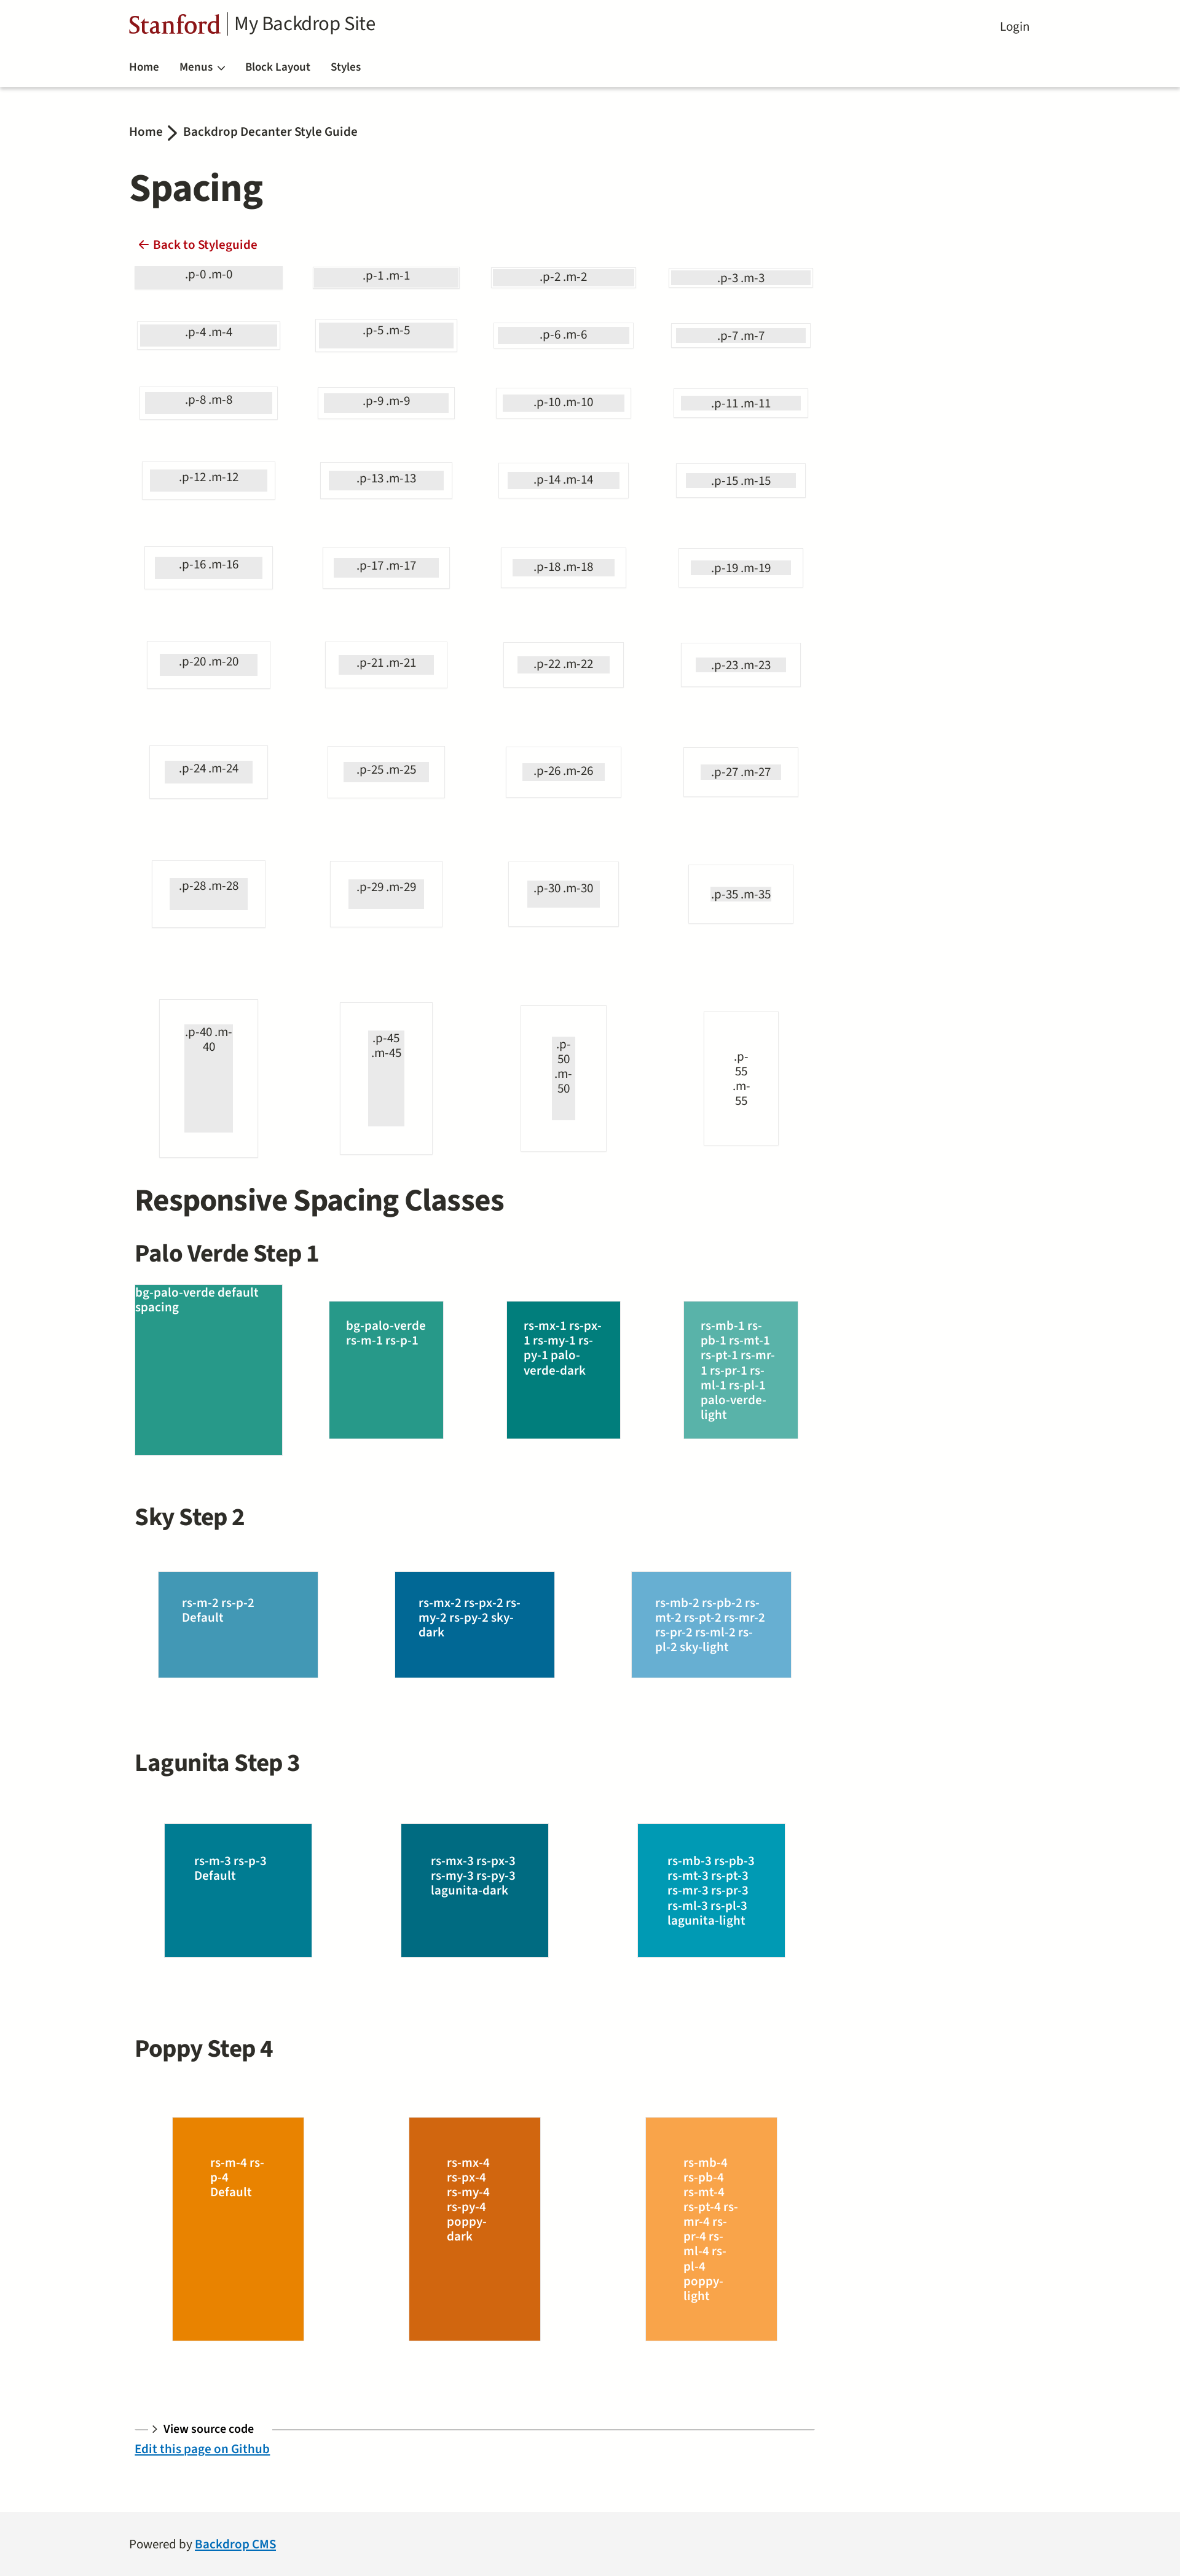 Stanford My Backdrop Site
Login
Home Menus Block Layout Styles
Home Backdrop Decanter Style Guide
Spacing
← Back to Styleguide
.p-0 .m-0
.p-1 .m-1
.p-2 .m-2
.p-3 .m-3
.p-4 .m-4
.p-5 .m-5
.p-6 .m-6
.p-7 .m-7
.p-8 .m-8
.p-9 .m-9
.p-10 .m-10
.p-11 .m-11
.p-12 .m-12
.p-13 .m-13
.p-14 .m-14
.p-15 .m-15
.p-16 .m-16
.p-17 .m-17
.p-18 .m-18
.p-19 .m-19
.p-20 .m-20
.p-21 .m-21
.p-22 .m-22
.p-23 .m-23
.p-24 .m-24
.p-25 .m-25
.p-26 .m-26
.p-27 .m-27
.p-28 .m-28
.p-29 .m-29
.p-30 .m-30
.p-35 .m-35
.p-40 .m-
40
.p-45
.m-45
.p-
50
.m-
50
.p-
55
.m-
55
Responsive Spacing Classes
Palo Verde Step 1
bg-palo-verde default
spacing
bg-palo-verde
rs-m-1 rs-p-1
rs-mx-1 rs-px-
1 rs-my-1 rs-
py-1 palo-
verde-dark
rs-mb-1 rs-
pb-1 rs-mt-1
rs-pt-1 rs-mr-
1 rs-pr-1 rs-
ml-1 rs-pl-1
palo-verde-
light
Sky Step 2
rs-m-2 rs-p-2
Default
rs-mx-2 rs-px-2 rs-
my-2 rs-py-2 sky-
dark
rs-mb-2 rs-pb-2 rs-
mt-2 rs-pt-2 rs-mr-2
rs-pr-2 rs-ml-2 rs-
pl-2 sky-light
Lagunita Step 3
rs-m-3 rs-p-3
Default
rs-mx-3 rs-px-3
rs-my-3 rs-py-3
lagunita-dark
rs-mb-3 rs-pb-3
rs-mt-3 rs-pt-3
rs-mr-3 rs-pr-3
rs-ml-3 rs-pl-3
lagunita-light
Poppy Step 4
rs-m-4 rs-
p-4
Default
rs-mx-4
rs-px-4
rs-my-4
rs-py-4
poppy-
dark
rs-mb-4
rs-pb-4
rs-mt-4
rs-pt-4 rs-
mr-4 rs-
pr-4 rs-
ml-4 rs-
pl-4
poppy-
light
View source code
Edit this page on Github
Powered by Backdrop CMS